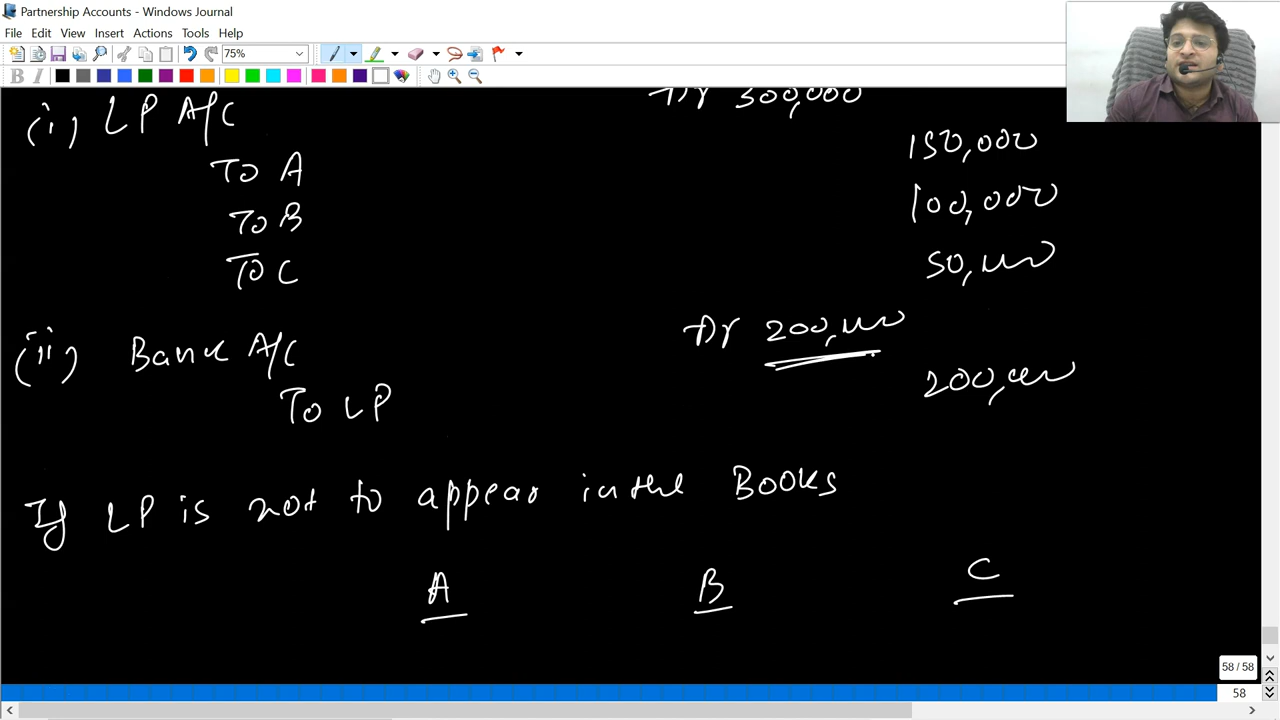 Partnership Accounts - Windows Journal
File Edit View Insert Actions Tools Help
75%
(i) LP A/C Dr 300,000
To A 150,000
To B 100,000
To C 50,000
(ii) Bank A/C Dr 200,000
To LP 200,000
If LP is not to appear in the Books
A B C
58 / 58
58